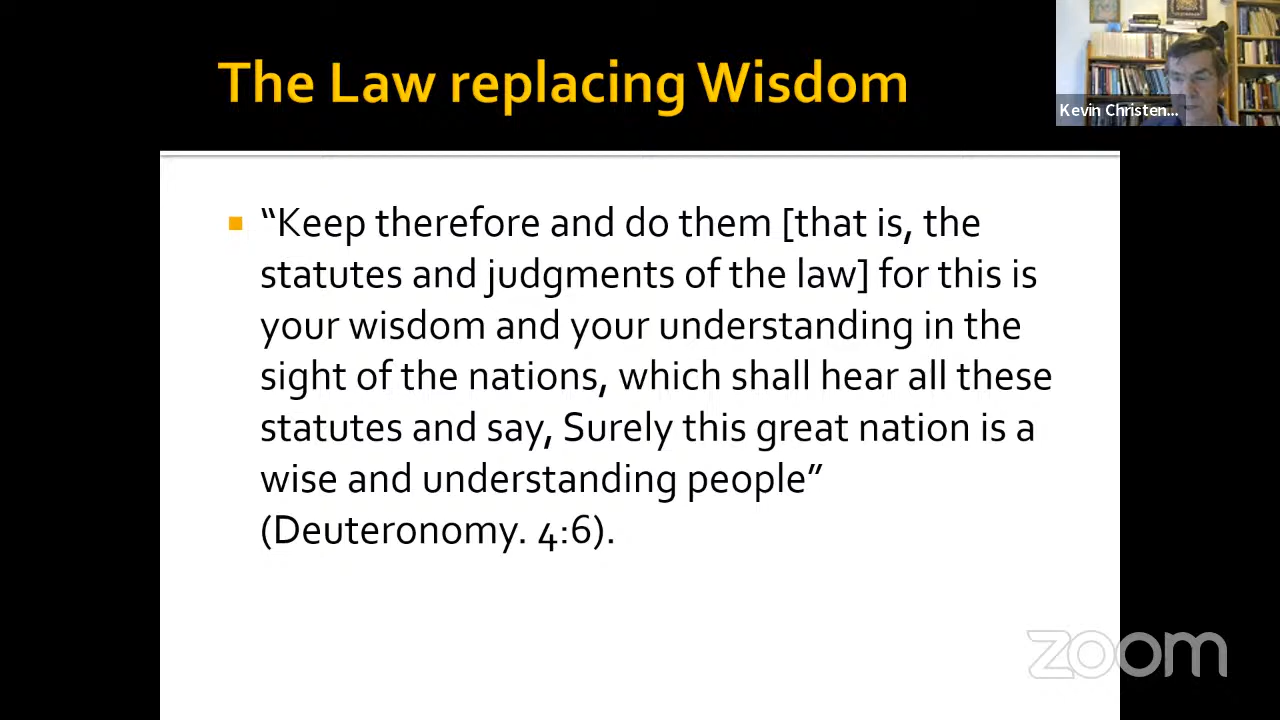 The Law replacing Wisdom
Kevin Christen...
“Keep therefore and do them [that is, the
statutes and judgments of the law] for this is
your wisdom and your understanding in the
sight of the nations, which shall hear all these
statutes and say, Surely this great nation is a
wise and understanding people”
(Deuteronomy. 4:6).
zoom